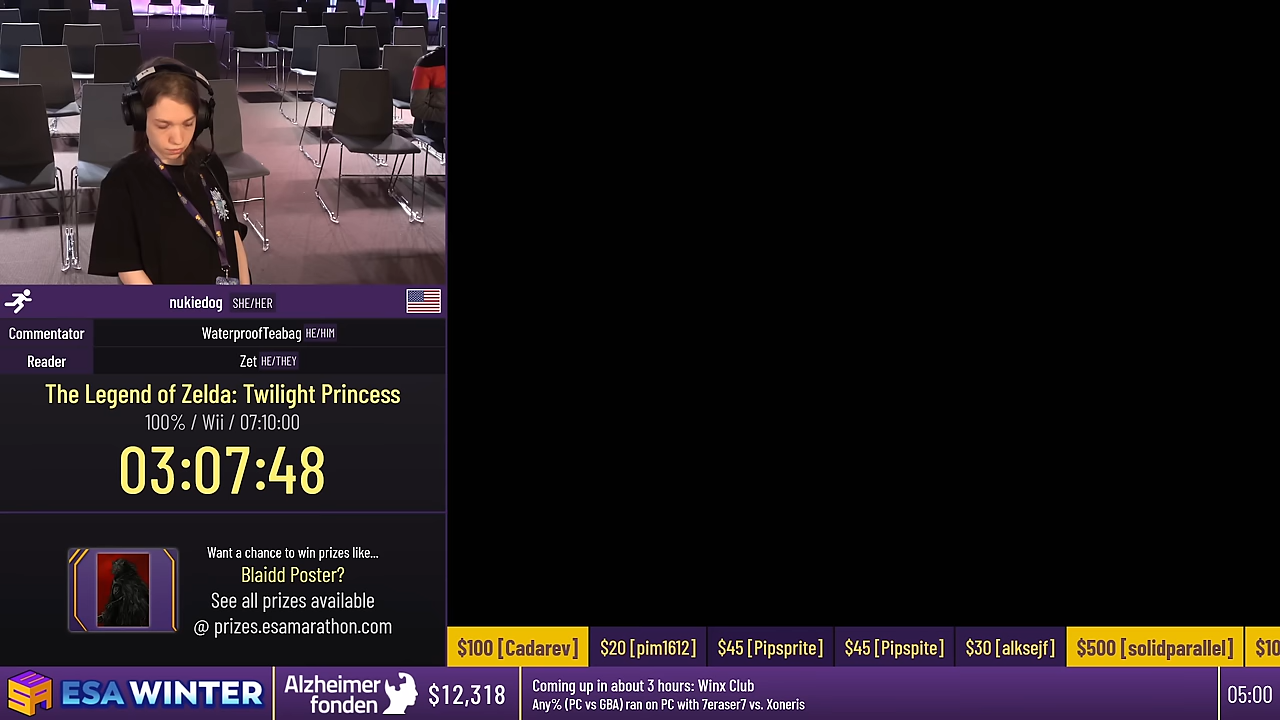 nukiedog SHE/HER
Commentator WaterproofTeabag HE/HIM
Reader Zet HE/THEY
The Legend of Zelda: Twilight Princess
100% / Wii / 07:10:00
03:07:48
Want a chance to win prizes like...
Blaidd Poster?
See all prizes available
@ prizes.esamarathon.com
$100 [Cadarev] $20 [pim1612] $45 [Pipsprite] $45 [Pipspite] $30 [alksejf] $500 [solidparallel] $10
ESA WINTER
Alzheimer
fonden
$12,318
Coming up in about 3 hours: Winx Club
Any% (PC vs GBA) ran on PC with 7erasor7 vs. Xoneris
05:00